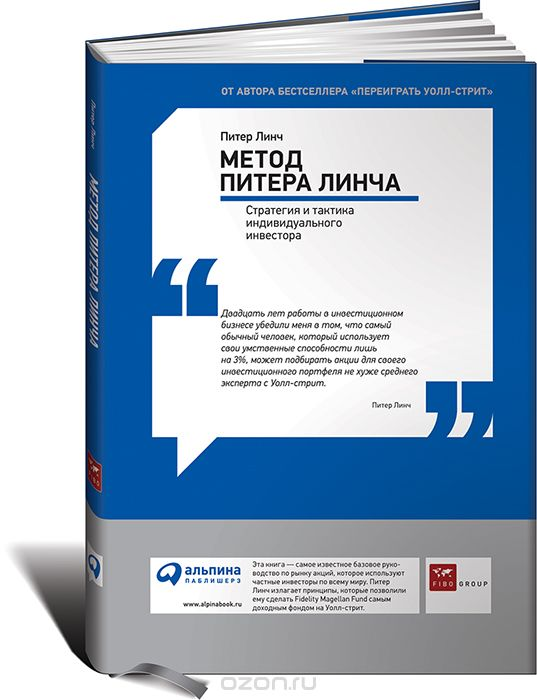 ОТ АВТОРА БЕСТСЕЛЛЕРА «ПЕРЕИГРАТЬ УОЛЛ-СТРИТ»
Питер Линч
МЕТОД
ПИТЕРА ЛИНЧА
Стратегия и тактика
индивидуального
инвестора
Двадцать лет работы в инвестиционном
бизнесе убедили меня в том, что самый
обычный человек, который использует
свои умственные способности лишь
на 3%, может подбирать акции для своего
инвестиционного портфеля не хуже среднего
эксперта с Уолл-стрит.
Питер Линч
Питер Линч
МЕТОД ПИТЕРА ЛИНЧА
FIBO
альпина
ПАБЛИШЕРЗ
www.alpinabook.ru
Эта книга — самое известное базовое руко-
водство по рынку акций, которое используют
частные инвесторы по всему миру. Питер
Линч излагает принципы, которые позволили
ему сделать Fidelity Magellan Fund самым
доходным фондом на Уолл-стрит.
FIBO GROUP
ozon.ru